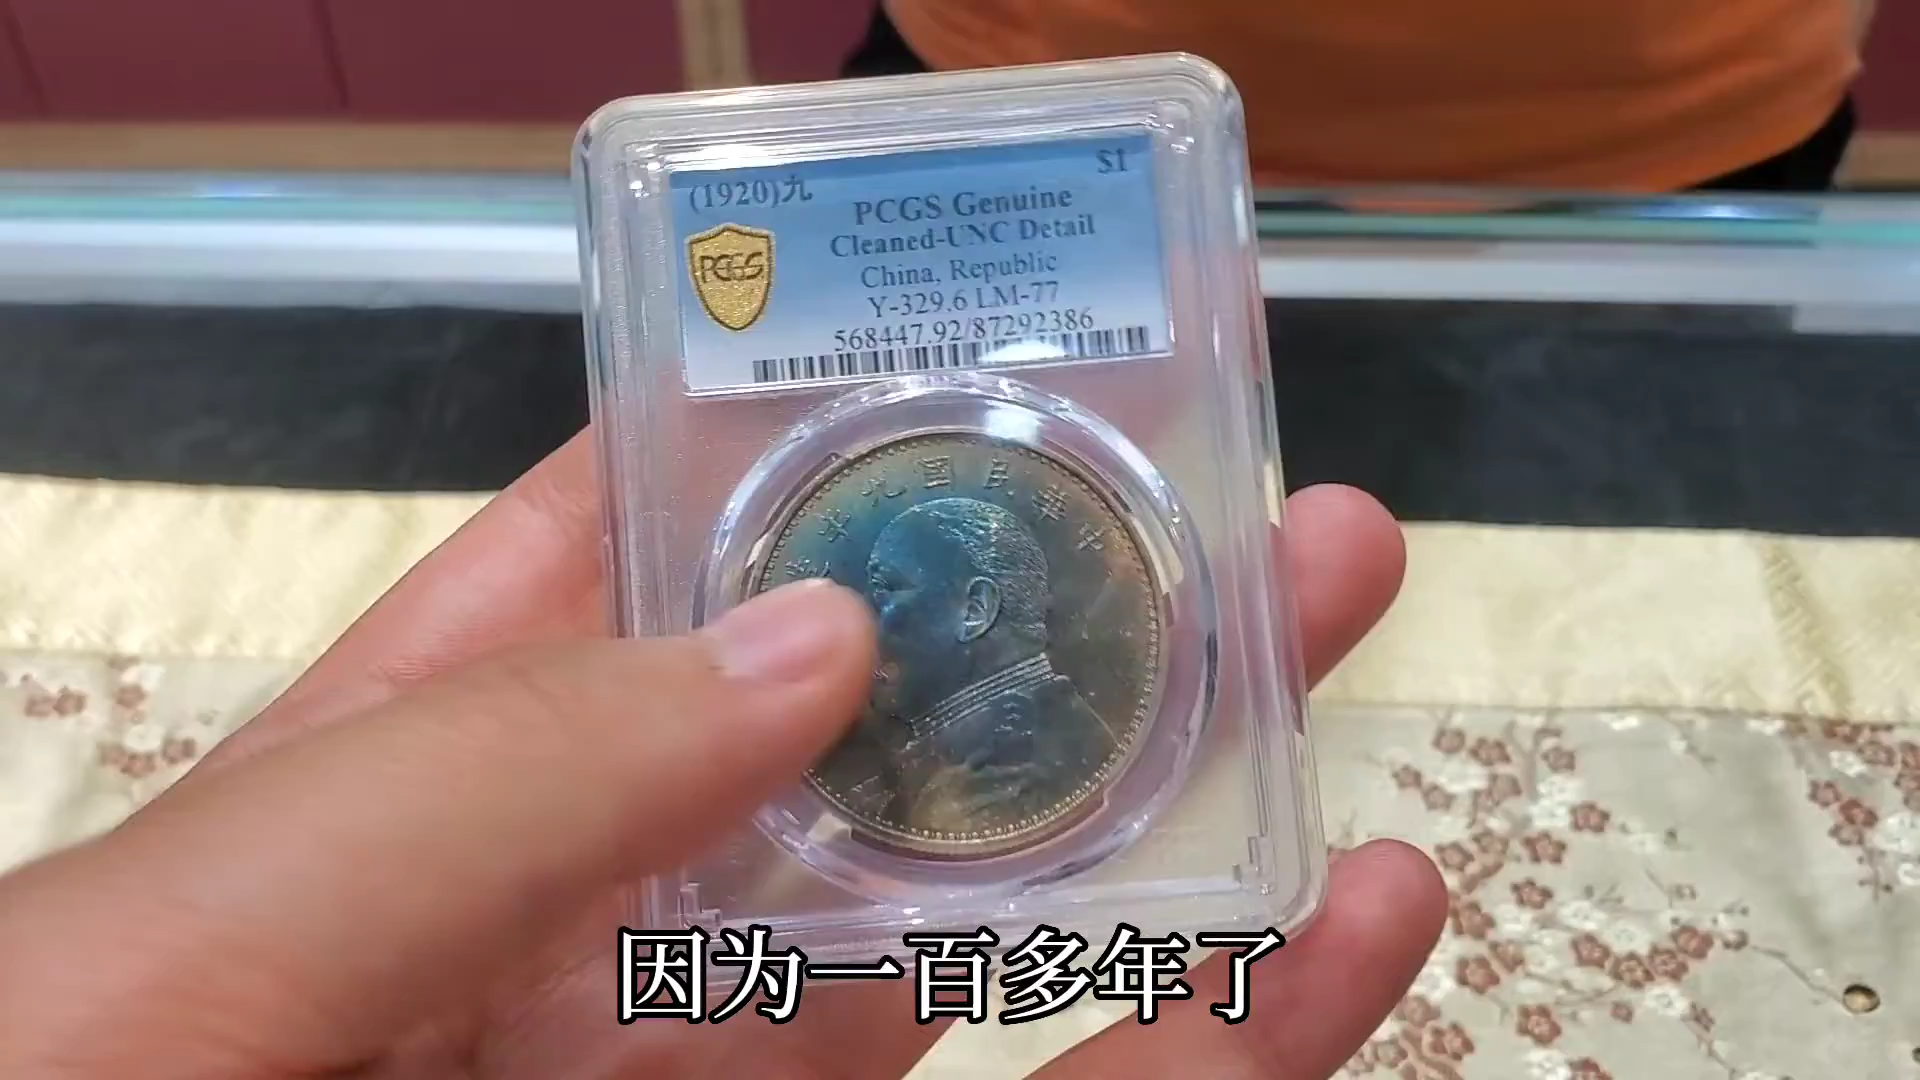 (1920)九 $1
PCGS Genuine
Cleaned-UNC Detail
China, Republic
Y-329.6 LM-77
568447.92/87292386
PCGS
年九國民華中
因为一百多年了